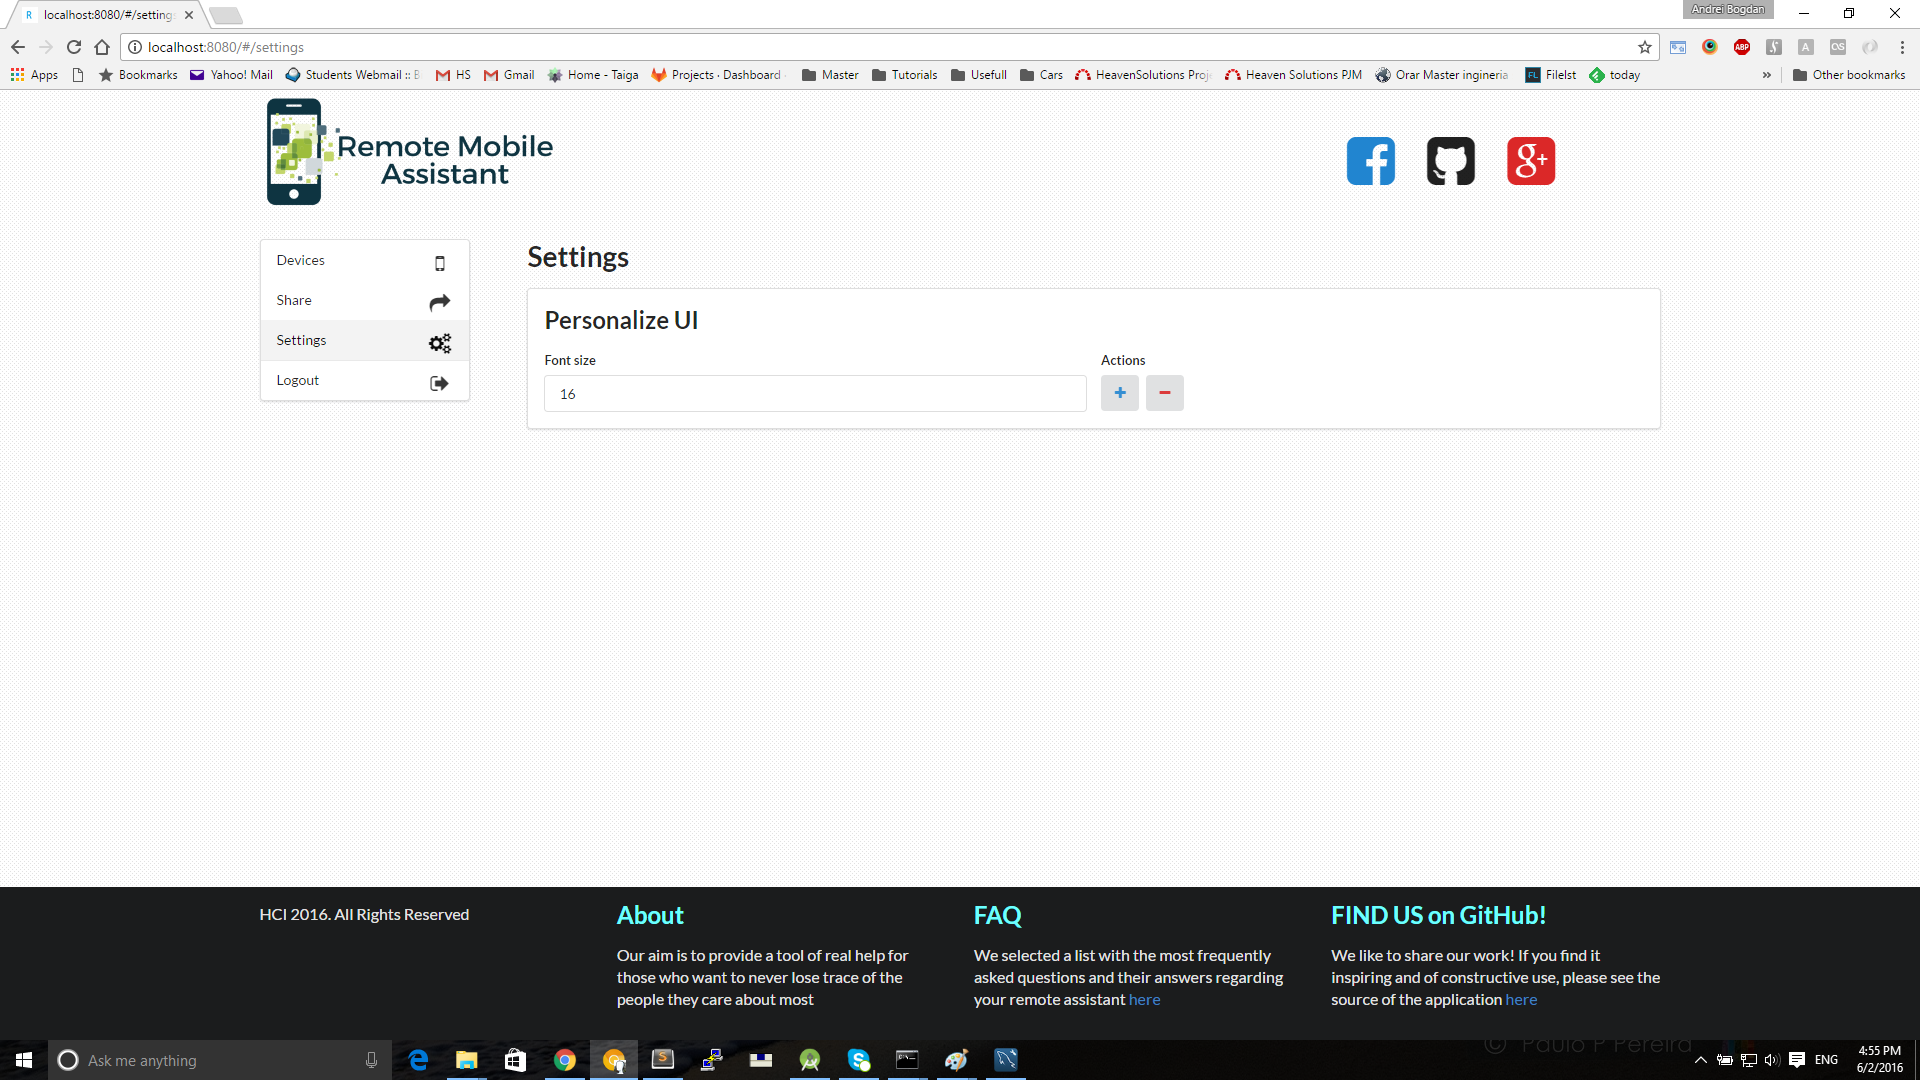 localhost:8080/#/setting
Andrei Bogdan
localhost:8080/#/settings
Apps
Bookmarks
Yahoo! Mail
Students Webmail ::
HS
Gmail
Home - Taiga
Projects · Dashboard
Master
Tutorials
Usefull
Cars
HeavenSolutions Proj
Heaven Solutions PJM
Orar Master ingineria
FL
Filelst
today
»
Other bookmarks
ABP
Remote Mobile
Assistant
g+
Devices
Share
Settings
Logout
Settings
Personalize UI
Font size
Actions
16
+
-
HCI 2016. All Rights Reserved
About
Our aim is to provide a tool of real help for
those who want to never lose trace of the
people they care about most
FAQ
We selected a list with the most frequently
asked questions and their answers regarding
your remote assistant here
FIND US on GitHub!
We like to share our work! If you find it
inspiring and of constructive use, please see the
source of the application here
© Paulo P Pereira
Ask me anything
ENG
4:55 PM
6/2/2016